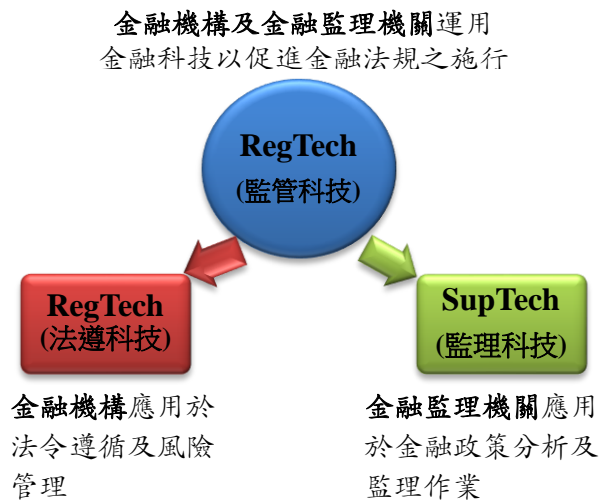 金融機構及金融監理機關運用
金融科技以促進金融法規之施行
RegTech
(監管科技)
RegTech
(法遵科技)
SupTech
(監理科技)
金融機構應用於
法令遵循及風險
管理
金融監理機關應用
於金融政策分析及
監理作業